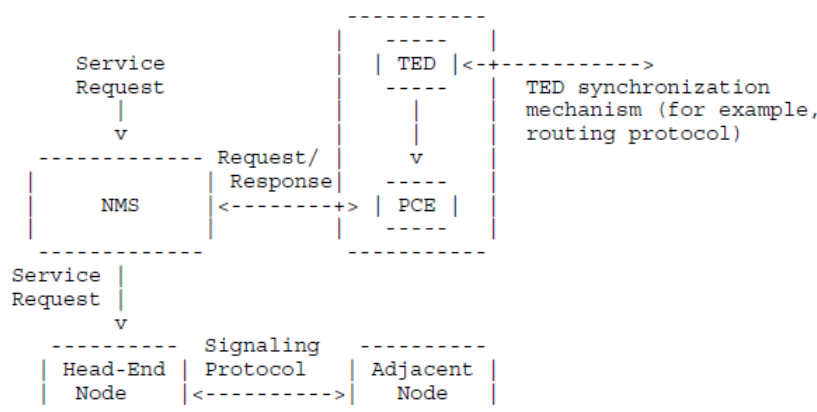 TED
Service
Request
TED synchronization
mechanism (for example,
routing protocol)
Request/
Response
NMS
PCE
Service
Request
Signaling
Protocol
Head-End
Node
Adjacent
Node